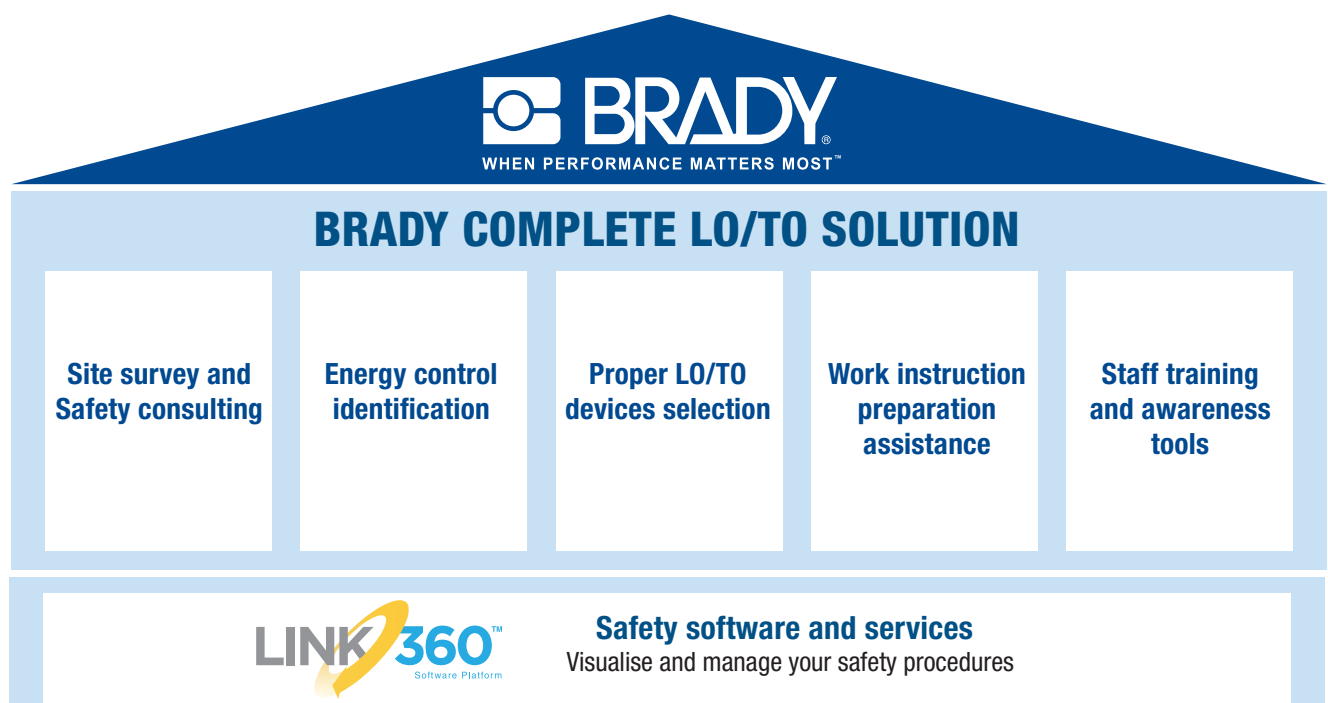 BRADY®
WHEN PERFORMANCE MATTERS MOST™
BRADY COMPLETE LO/TO SOLUTION
Site survey and
Safety consulting
Energy control
identification
Proper LO/TO
devices selection
Work instruction
preparation
assistance
Staff training
and awareness
tools
LINK360™
Software Platform
Safety software and services
Visualise and manage your safety procedures